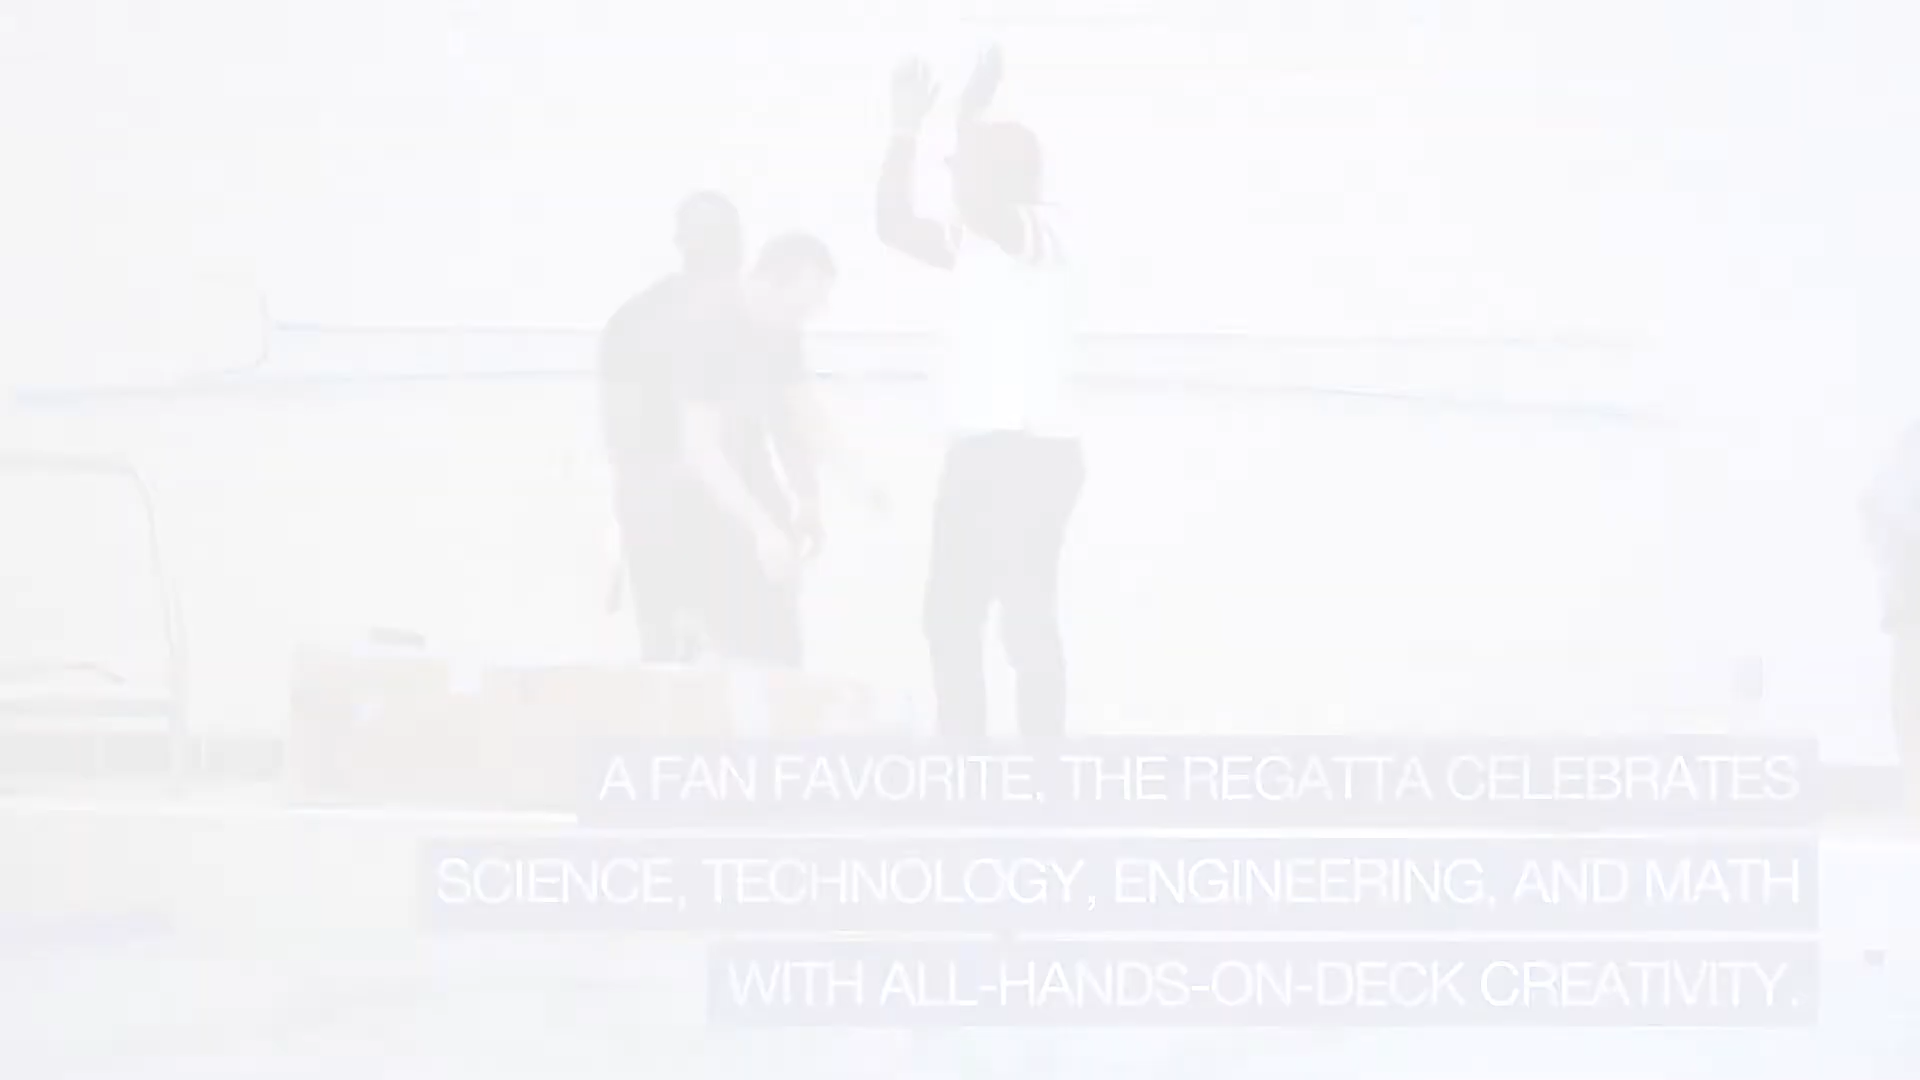 A FAN FAVORITE, THE REGATTA CELEBRATES
SCIENCE, TECHNOLOGY, ENGINEERING, AND MATH
WITH ALL-HANDS-ON-DECK CREATIVITY.